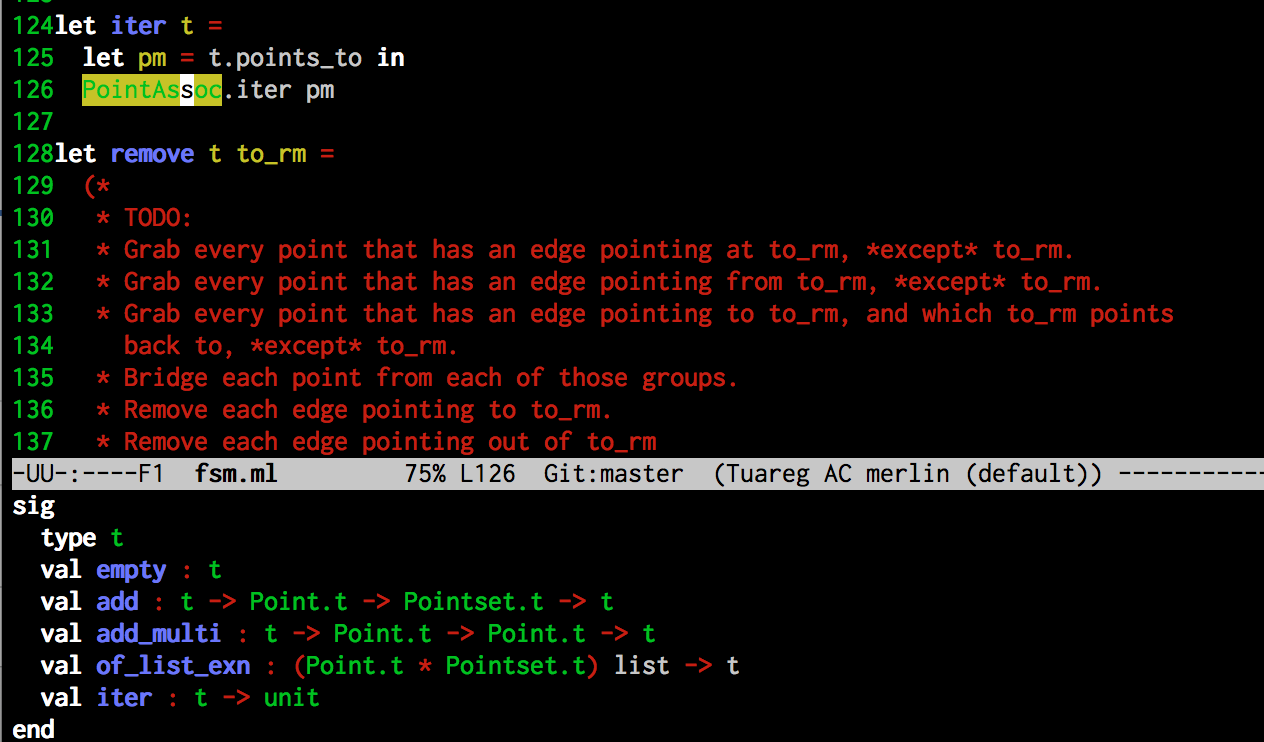 124let iter t =
125  let pm = t.points_to in
126  PointAssoc.iter pm
127
128let remove t to_rm =
129  (*
130   * TODO:
131   * Grab every point that has an edge pointing at to_rm, *except* to_rm.
132   * Grab every point that has an edge pointing from to_rm, *except* to_rm.
133   * Grab every point that has an edge pointing to to_rm, and which to_rm points
134     back to, *except* to_rm.
135   * Bridge each point from each of those groups.
136   * Remove each edge pointing to to_rm.
137   * Remove each edge pointing out of to_rm
-UU-:----F1  fsm.ml         75% L126  Git:master  (Tuareg AC merlin (default)) -----------
sig
  type t
  val empty : t
  val add : t -> Point.t -> Pointset.t -> t
  val add_multi : t -> Point.t -> Point.t -> t
  val of_list_exn : (Point.t * Pointset.t) list -> t
  val iter : t -> unit
end